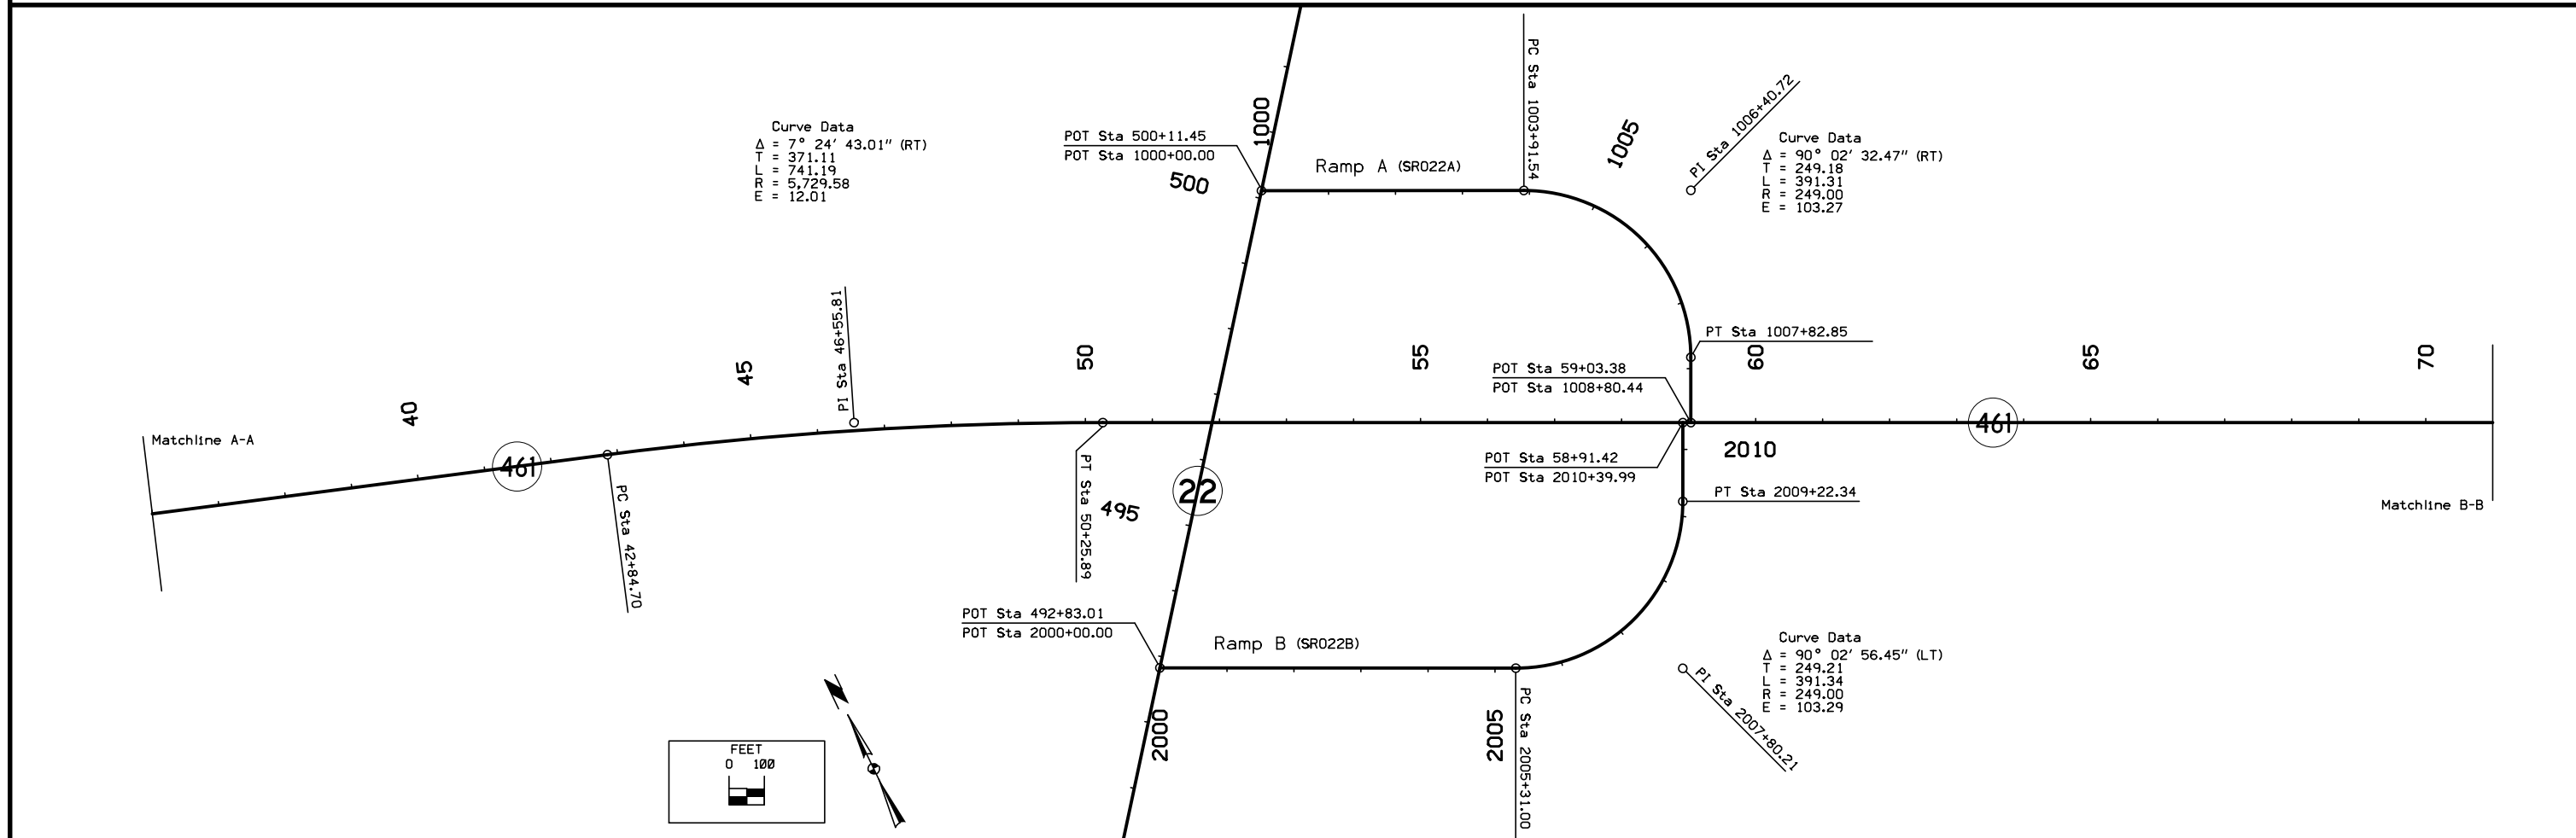 PC Sta 1003+91.54
1000
1005
PI Sta 1006+40.72
Curve Data
Δ = 7° 24' 43.01" (RT)
T = 371.11
L = 741.19
R = 5,729.58
E = 12.01
POT Sta 500+11.45
POT Sta 1000+00.00
500
Ramp A (SR022A)
Curve Data
Δ = 90° 02' 32.47" (RT)
T = 249.18
L = 391.31
R = 249.00
E = 103.27
PI Sta 46+55.81
PT Sta 1007+82.85
40
45
50
55
60
65
70
POT Sta 59+03.38
POT Sta 1008+80.44
Matchline A-A
461
461
2010
POT Sta 58+91.42
POT Sta 2010+39.99
PC Sta 42+84.70
PT Sta 50+25.89
495
22
PT Sta 2009+22.34
Matchline B-B
POT Sta 492+83.01
POT Sta 2000+00.00
Ramp B (SR022B)
Curve Data
Δ = 90° 02' 56.45" (LT)
T = 249.21
L = 391.34
R = 249.00
E = 103.29
PI Sta 2007+80.21
2000
2005
PC Sta 2005+31.00
N
FEET
0 100